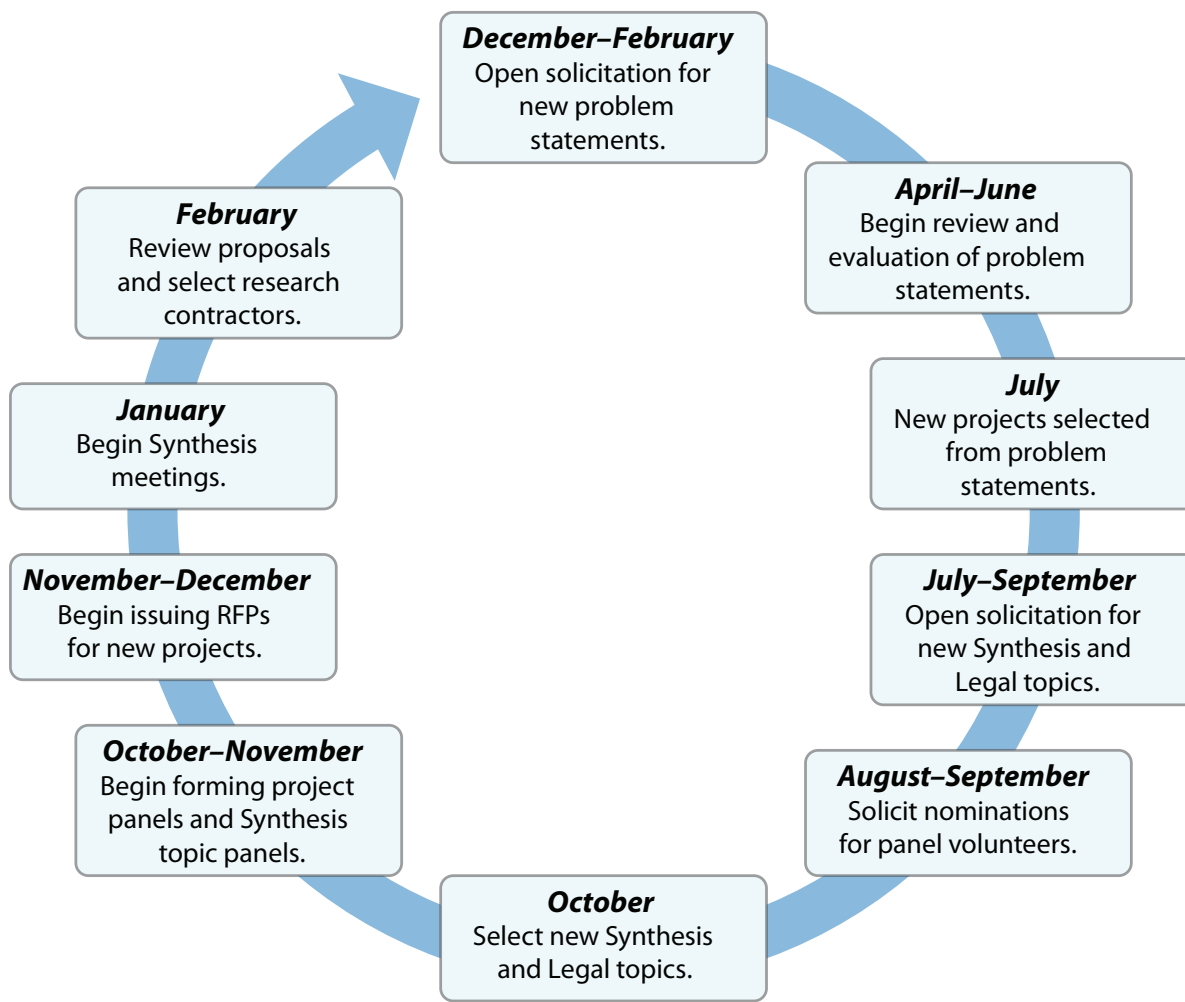 December–February
Open solicitation for
new problem
statements.
April–June
Begin review and
evaluation of problem
statements.
July
New projects selected
from problem
statements.
July–September
Open solicitation for
new Synthesis and
Legal topics.
August–September
Solicit nominations
for panel volunteers.
October
Select new Synthesis
and Legal topics.
October–November
Begin forming project
panels and Synthesis
topic panels.
November–December
Begin issuing RFPs
for new projects.
January
Begin Synthesis
meetings.
February
Review proposals
and select research
contractors.